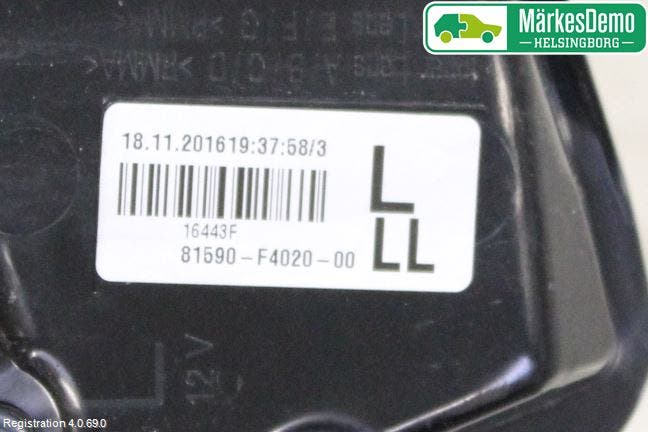 MärkesDemo
HELSINGBORG
18.11.201619:37:58/3
L
16443F
LL
81590-F4020-00
L
12V
Registration 4.0.69.0